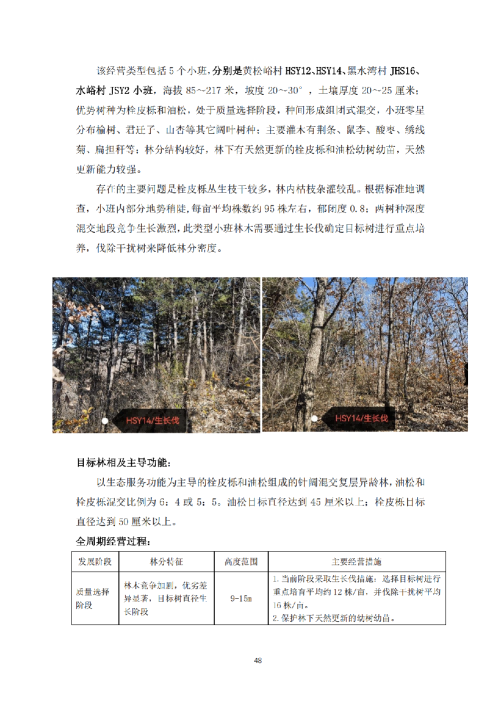 该经营类型包括 5 个小班，分别是黄松峪村 HSY12、HSY14、黑水湾村 JHS16、
水峪村 JSY2 小班，海拔 85～217 米，坡度 20～30°，土壤厚度 20～25 厘米；
优势树种为栓皮栎和油松，处于质量选择阶段，种间形成组团式混交，小班零星
分布榆树、君迁子、山杏等其它阔叶树种；主要灌木有荆条、鼠李、酸枣、绣线
菊、扁担杆等；林分结构较好，林下有天然更新的栓皮栎和油松幼树幼苗，天然
更新能力较强。
存在的主要问题是栓皮栎丛生枝干较多，林内枯枝杂灌较乱。根据标准地调
查，小班内部分地势稍陡，每亩平均株数约 95 株左右，郁闭度 0.8；两树种深度
混交地段竞争生长激烈，此类型小班林木需要通过生长伐确定目标树进行重点培
养，伐除干扰树来降低林分密度。
HSY14/生长伐
HSY14/生长伐
目标林相及主导功能：
以生态服务功能为主导的栓皮栎和油松组成的针阔混交复层异龄林，油松和
栓皮栎混交比例为 6：4 或 5：5。油松目标直径达到 45 厘米以上；栓皮栎目标
直径达到 50 厘米以上。
全周期经营过程：
发展阶段 林分特征 高度范围 主要经营措施
质量选择
阶段
林木竞争加剧，优劣差
异显著，目标树直径生
长阶段
9-15m
1.当前阶段采取生长伐措施：选择目标树进行
重点培育平均约 12 株/亩，并伐除干扰树平均
16 株/亩。
2.保护林下天然更新的幼树幼苗。
48